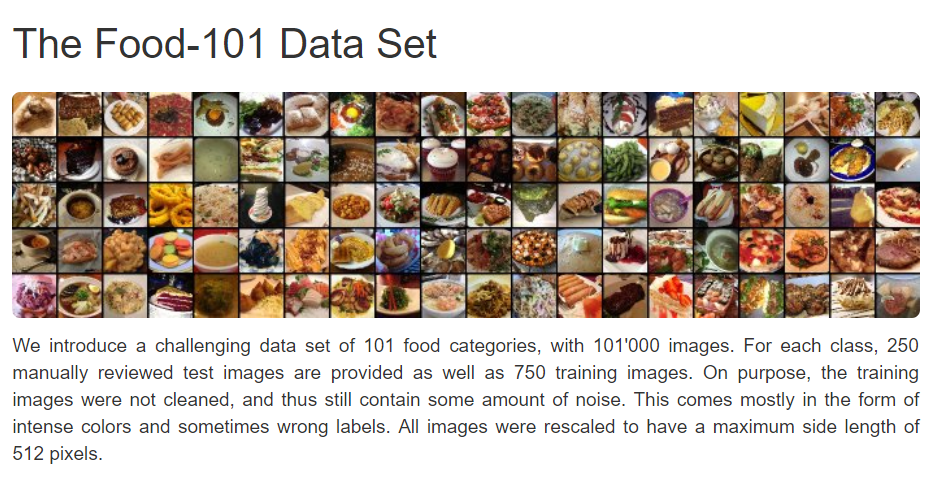 The Food-101 Data Set
We introduce a challenging data set of 101 food categories, with 101'000 images. For each class, 250
manually reviewed test images are provided as well as 750 training images. On purpose, the training
images were not cleaned, and thus still contain some amount of noise. This comes mostly in the form of
intense colors and sometimes wrong labels. All images were rescaled to have a maximum side length of
512 pixels.